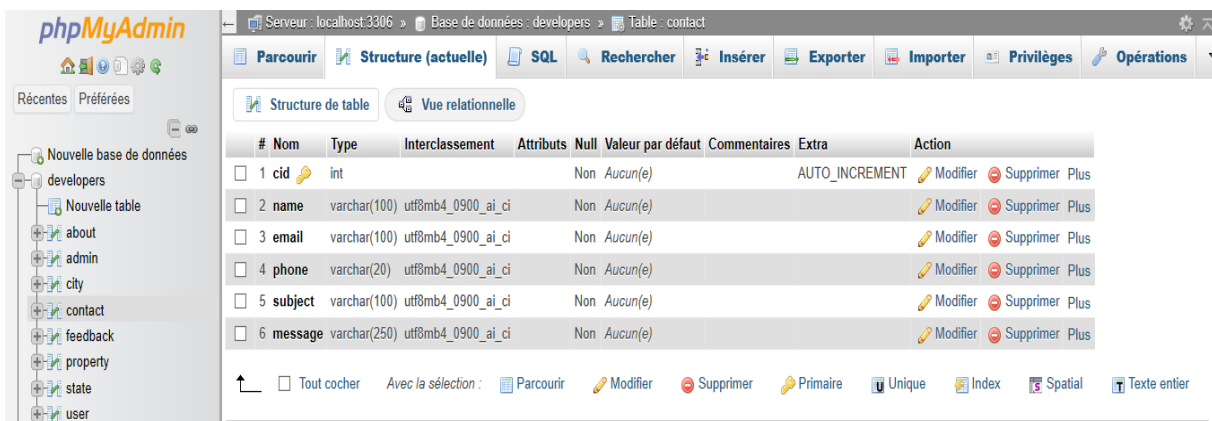 phpMyAdmin
Récentes Préférées
Nouvelle base de données
developers
Nouvelle table
about
admin
city
contact
feedback
property
state
user
← Serveur : localhost:3306 » Base de données : developers » Table : contact
Parcourir Structure (actuelle) SQL Rechercher Insérer Exporter Importer Privilèges Opérations
Structure de table Vue relationnelle
# Nom Type Interclassement Attributs Null Valeur par défaut Commentaires Extra Action
1 cid int Non Aucun(e) AUTO_INCREMENT Modifier Supprimer Plus
2 name varchar(100) utf8mb4_0900_ai_ci Non Aucun(e) Modifier Supprimer Plus
3 email varchar(100) utf8mb4_0900_ai_ci Non Aucun(e) Modifier Supprimer Plus
4 phone varchar(20) utf8mb4_0900_ai_ci Non Aucun(e) Modifier Supprimer Plus
5 subject varchar(100) utf8mb4_0900_ai_ci Non Aucun(e) Modifier Supprimer Plus
6 message varchar(250) utf8mb4_0900_ai_ci Non Aucun(e) Modifier Supprimer Plus
Tout cocher Avec la sélection : Parcourir Modifier Supprimer Primaire Unique Index Spatial Texte entier